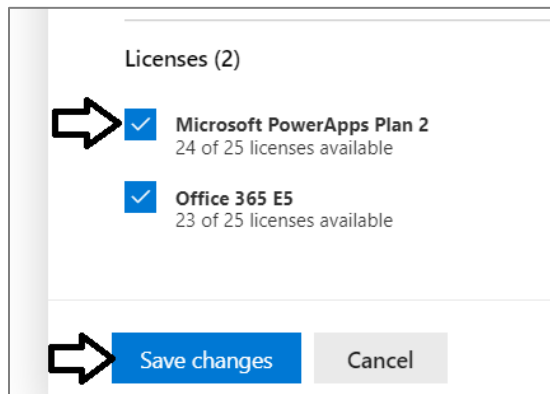 Licenses (2)
Microsoft PowerApps Plan 2
24 of 25 licenses available
Office 365 E5
23 of 25 licenses available
Save changes
Cancel